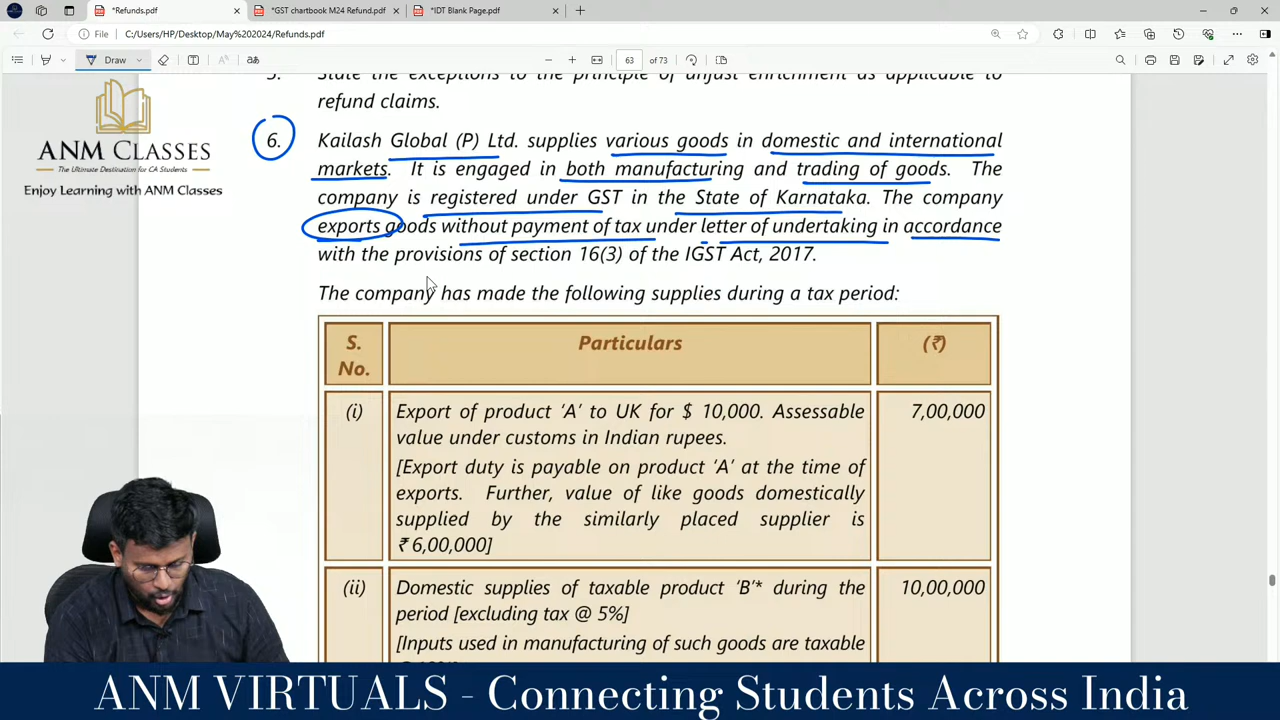 *Refunds.pdf
*GST chartbook M24 Refund.pdf
*IDT Blank Page.pdf
File
C:/Users/HP/Desktop/May%202024/Refunds.pdf
Draw
63 of 73
ANM CLASSES
The Ultimate Destination for CA Students
Enjoy Learning with ANM Classes
5. State the exceptions to the principle of unjust enrichment as applicable to
refund claims.
6. Kailash Global (P) Ltd. supplies various goods in domestic and international
markets. It is engaged in both manufacturing and trading of goods. The
company is registered under GST in the State of Karnataka. The company
exports goods without payment of tax under letter of undertaking in accordance
with the provisions of section 16(3) of the IGST Act, 2017.
The company has made the following supplies during a tax period:
S. No. Particulars (₹)
(i) Export of product ‘A’ to UK for $ 10,000. Assessable 7,00,000
value under customs in Indian rupees.
[Export duty is payable on product ‘A’ at the time of
exports. Further, value of like goods domestically
supplied by the similarly placed supplier is
₹ 6,00,000]
(ii) Domestic supplies of taxable product ‘B’* during the 10,00,000
period [excluding tax @ 5%]
[Inputs used in manufacturing of such goods are taxable
ANM VIRTUALS - Connecting Students Across India